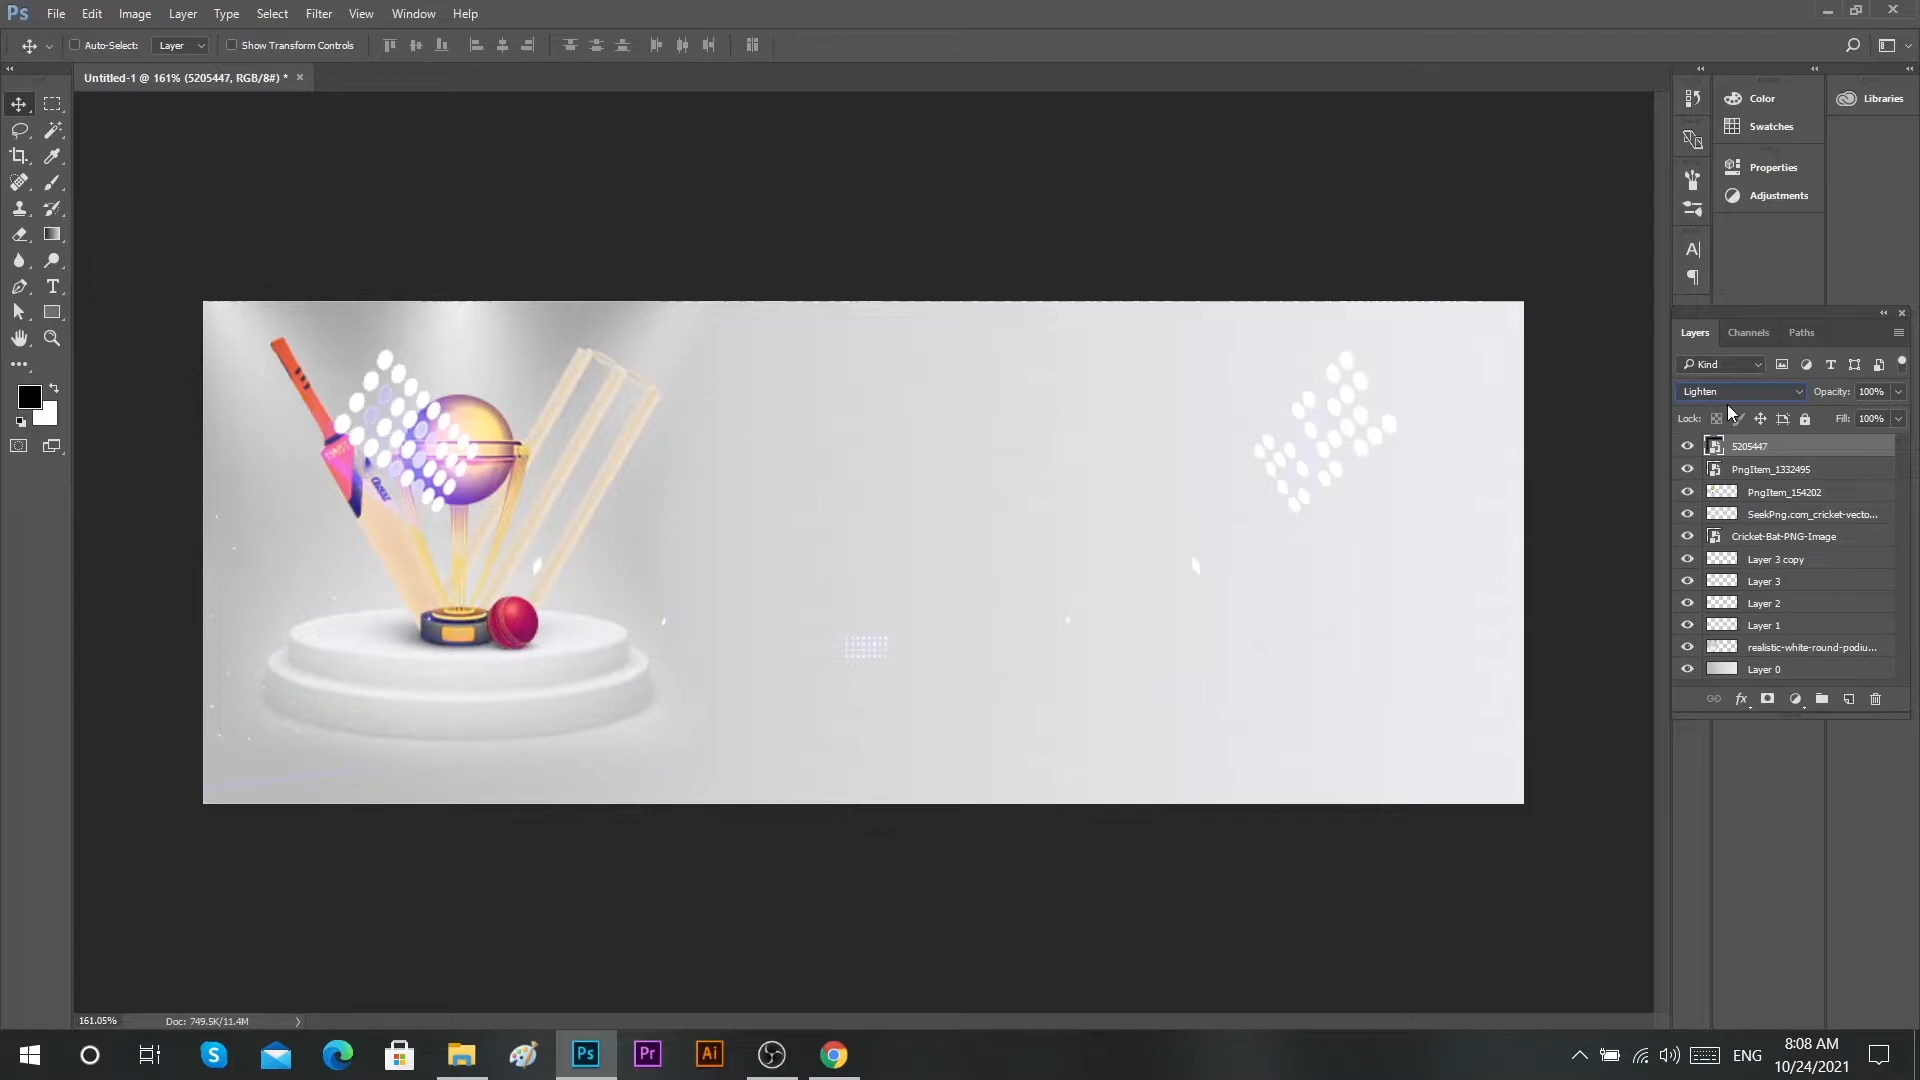 Ps File Edit Image Layer Type Select Filter View Window Help
Auto-Select: Layer Show Transform Controls
Untitled-1 @ 161% (5205447, RGB/8#) * ×
Color
Libraries
Swatches
Properties
Adjustments
Layers Channels Paths
Kind
Lighten Opacity: 100%
Lock: Fill: 100%
5205447
PngItem_1332495
PngItem_154202
SeekPng.com_cricket-vecto...
Cricket-Bat-PNG-Image
Layer 3 copy
Layer 3
Layer 2
Layer 1
realistic-white-round-podiu...
Layer 0
161.05% Doc: 749.5K/11.4M
Ps Pr Ai
ENG
8:08 AM
10/24/2021